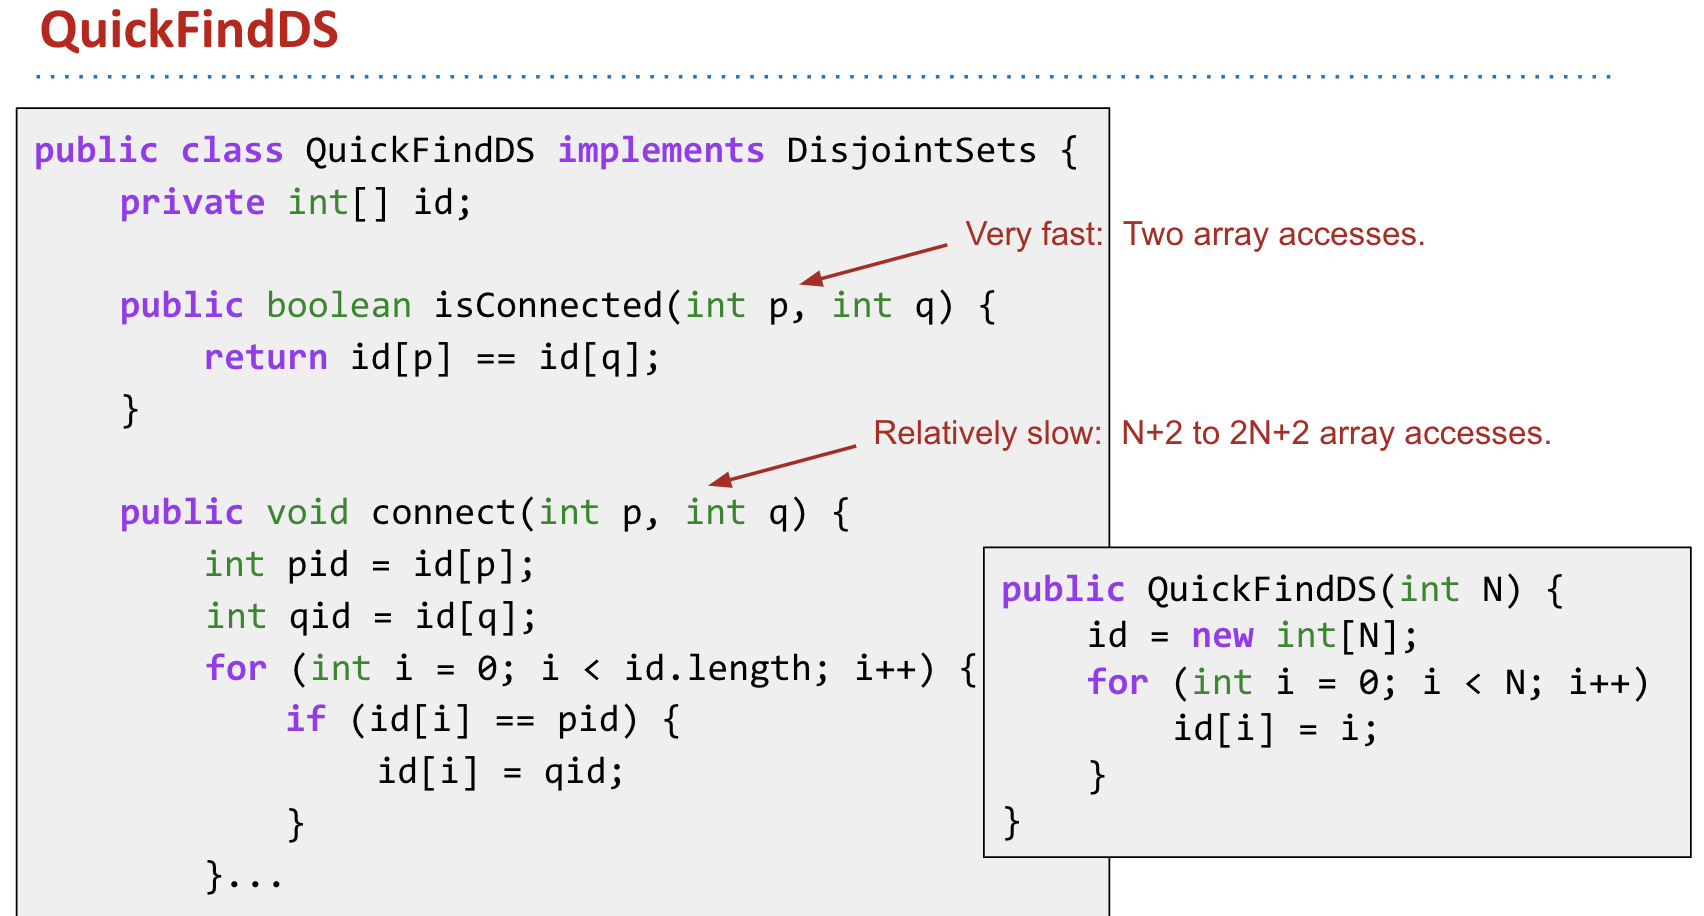 QuickFindDS
public class QuickFindDS implements DisjointSets {
private int[] id;
Very fast: Two array accesses.
public boolean isConnected(int p, int q) {
return id[p] == id[q];
}
Relatively slow: N+2 to 2N+2 array accesses.
public void connect(int p, int q) {
int pid = id[p];
int qid = id[q];
for (int i = 0; i < id.length; i++) {
if (id[i] == pid) {
id[i] = qid;
}
}...
public QuickFindDS(int N) {
id = new int[N];
for (int i = 0; i < N; i++)
id[i] = i;
}
}